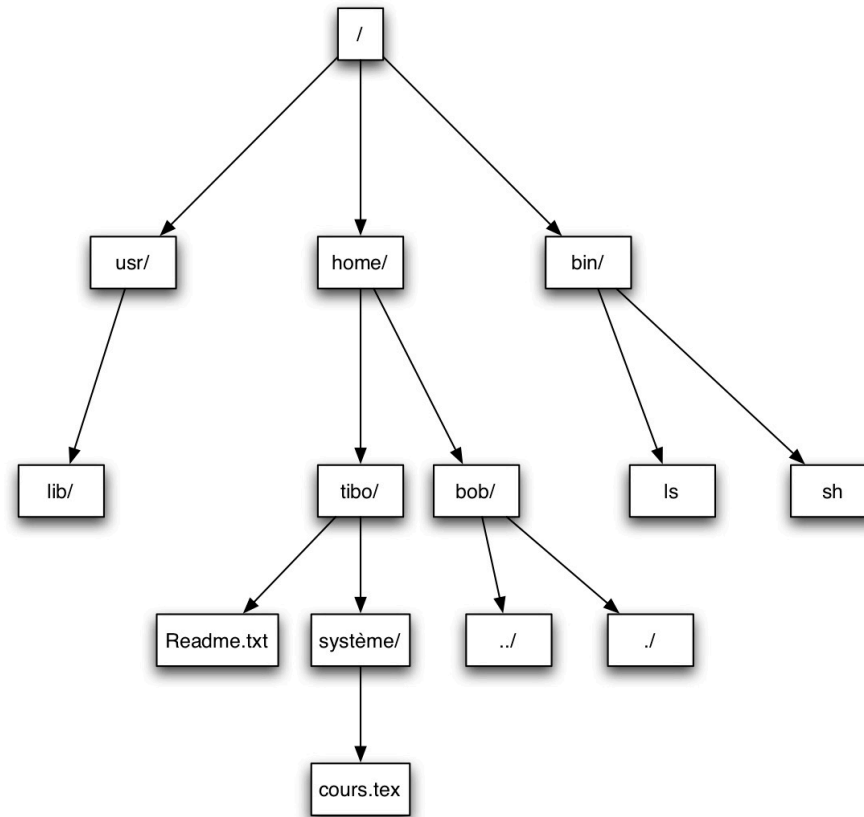 /
usr/
home/
bin/
lib/
tibo/
bob/
ls
sh
Readme.txt
système/
../
./
cours.tex